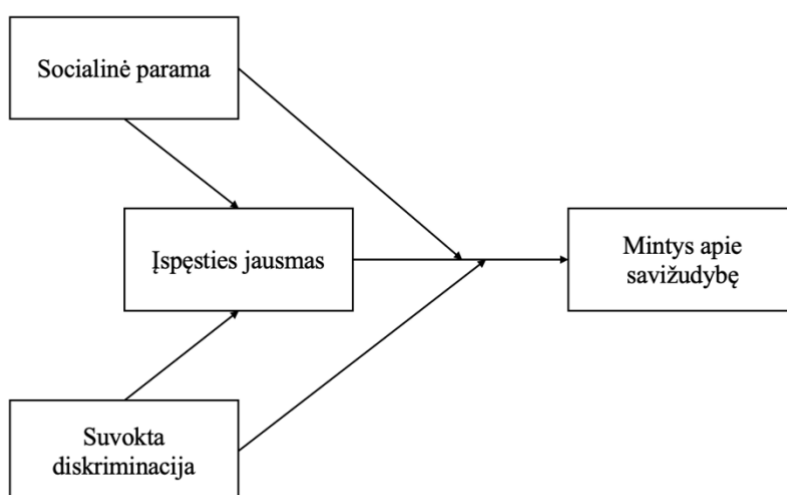 Socialinė parama
Įspęsties jausmas
Mintys apie
savižudybę
Suvokta
diskriminacija